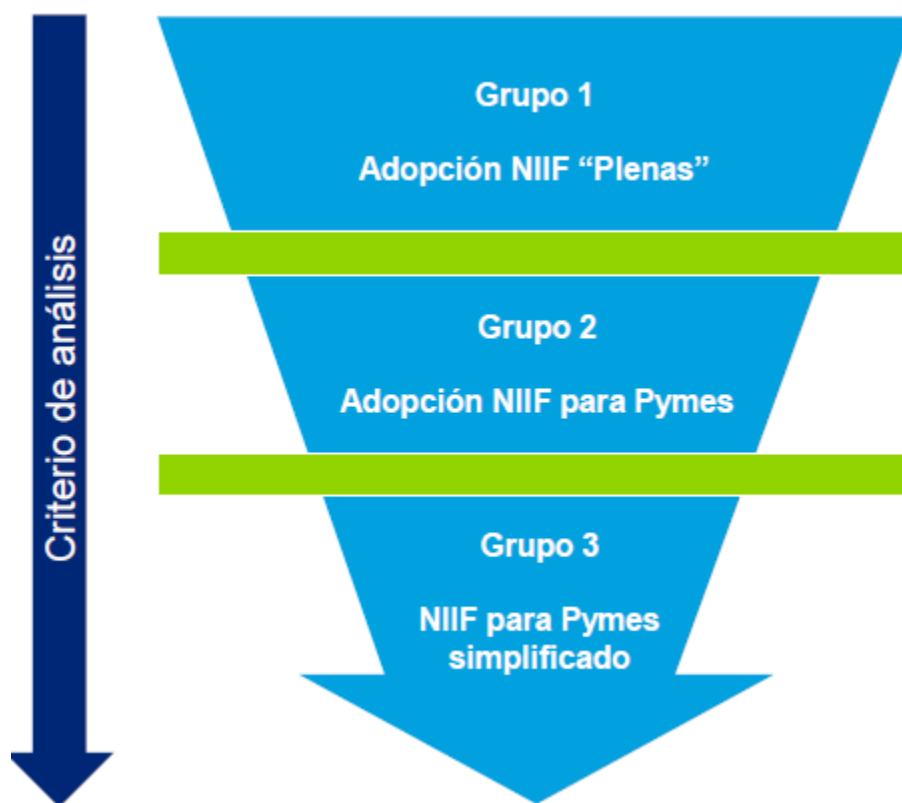 Criterio de análisis
Grupo 1
Adopción NIIF “Plenas”
Grupo 2
Adopción NIIF para Pymes
Grupo 3
NIIF para Pymes
simplificado